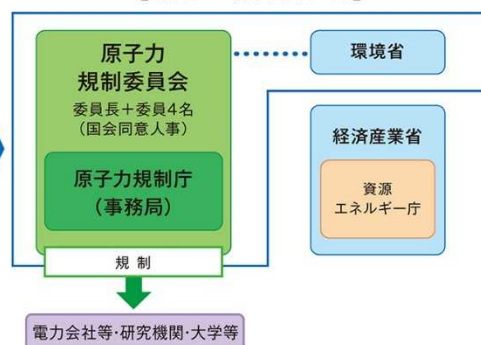 原子力
規制委員会
委員長+委員4名
(国会同意人事)
原子力規制庁
(事務局)
規制
電力会社等・研究機関・大学等
環境省
経済産業省
資源
エネルギー庁